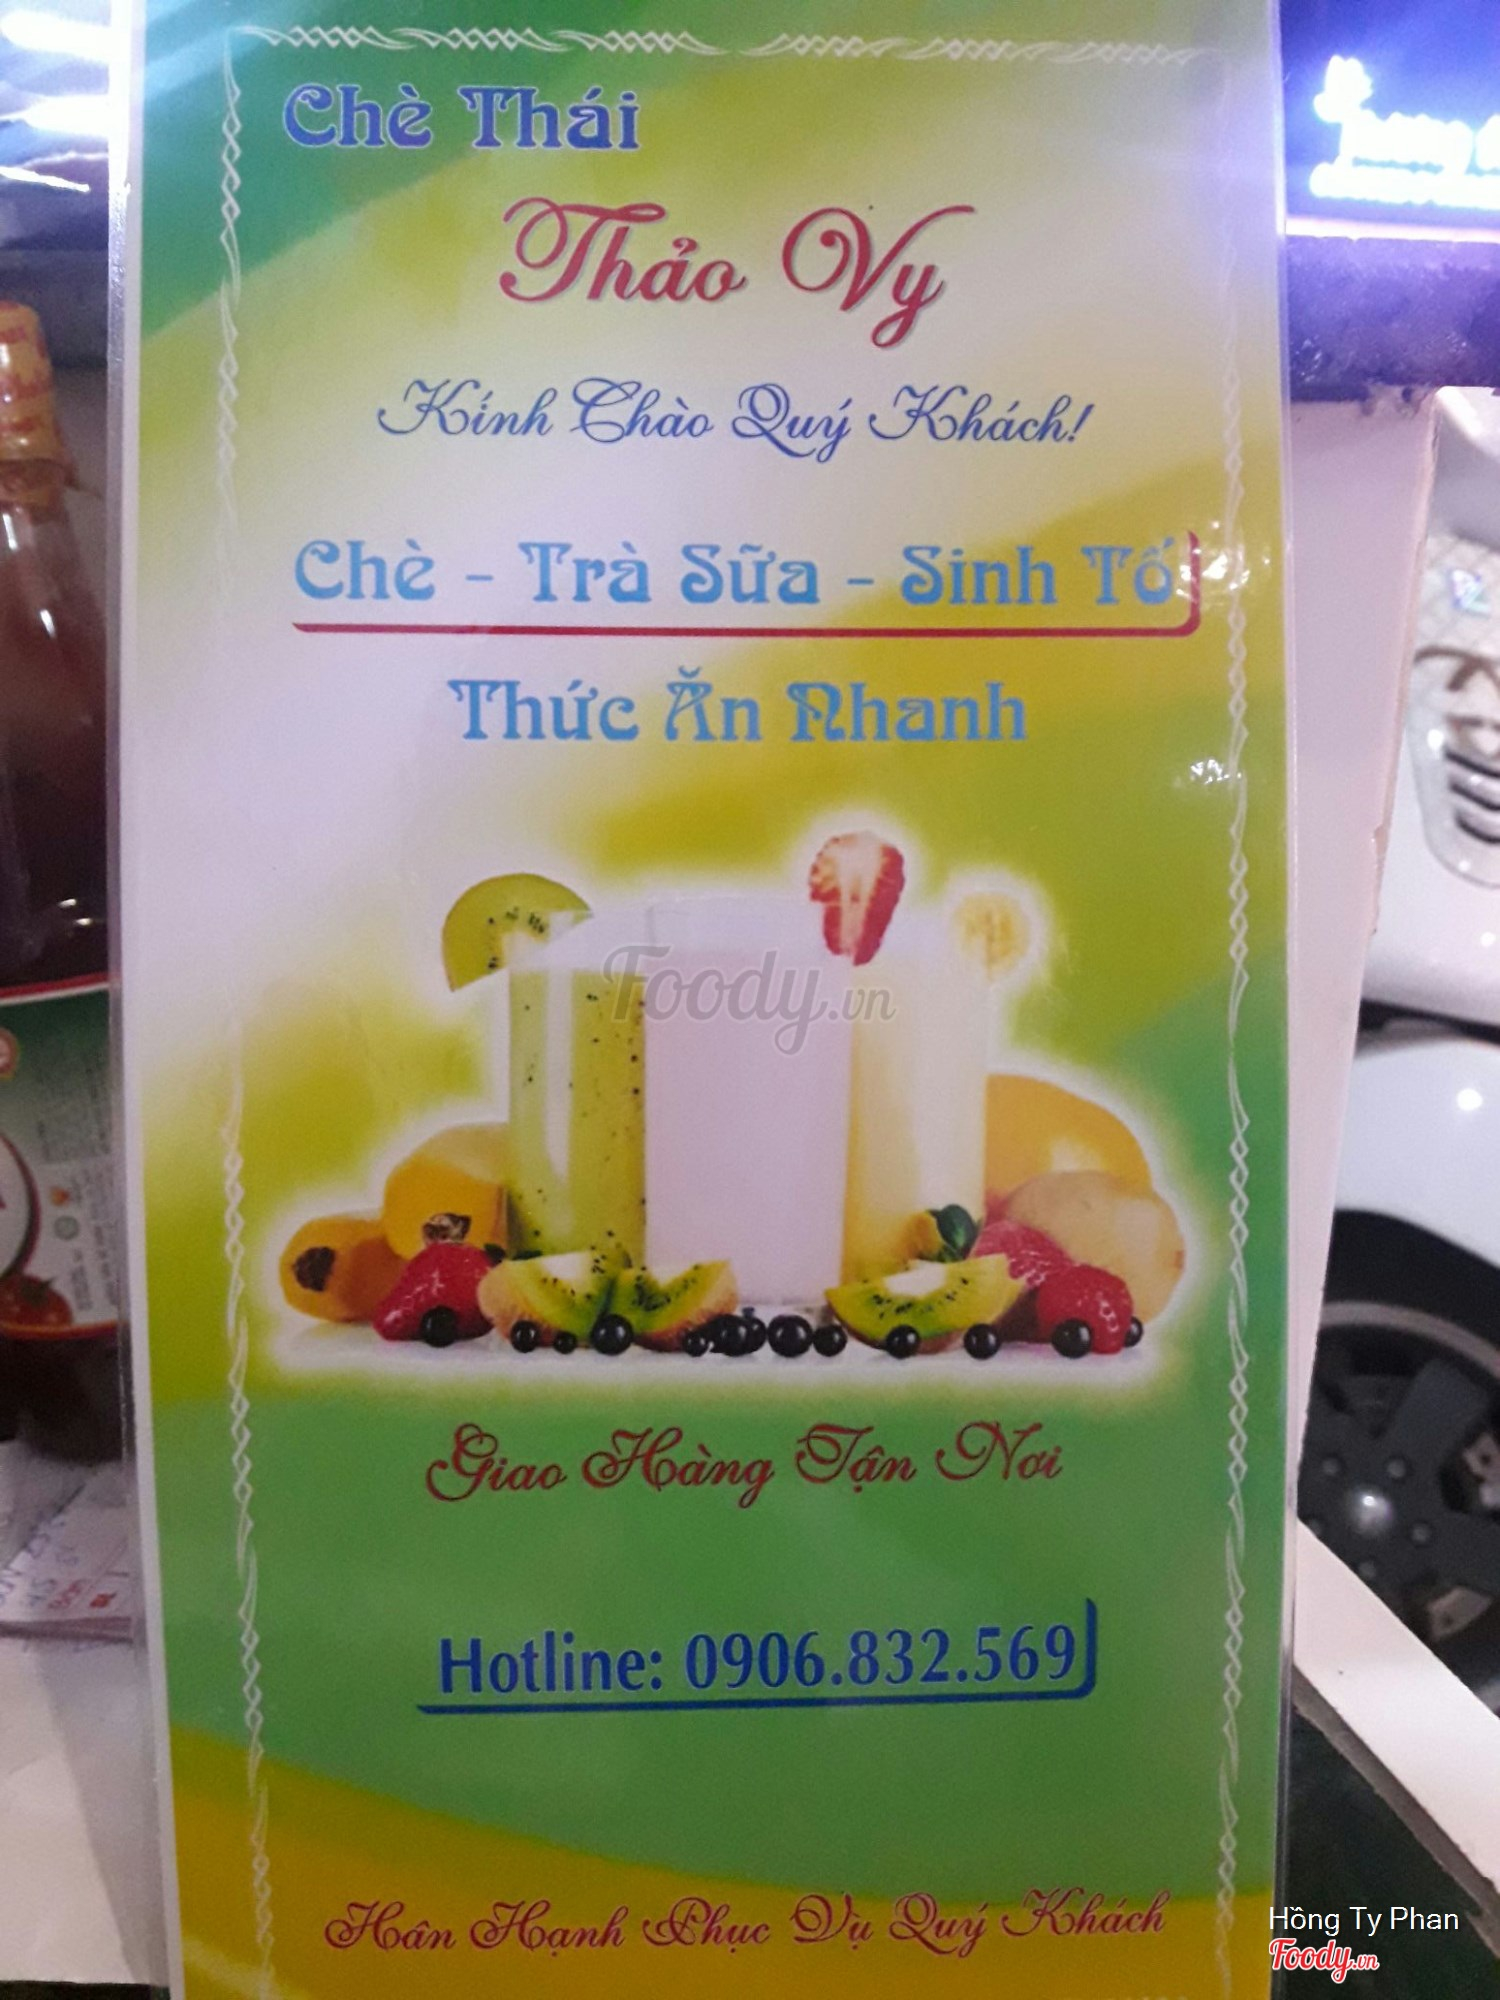 Chè Thái
Thảo Vy
Kính Chào Quý Khách!
Chè - Trà Sữa - Sinh Tố
Thức Ăn Nhanh
Foody.vn
Giao Hàng Tận Nơi
Hotline: 0906.832.569
Hân Hạnh Phục Vụ Quý Khách
Hồng Ty Phan
Foody.vn